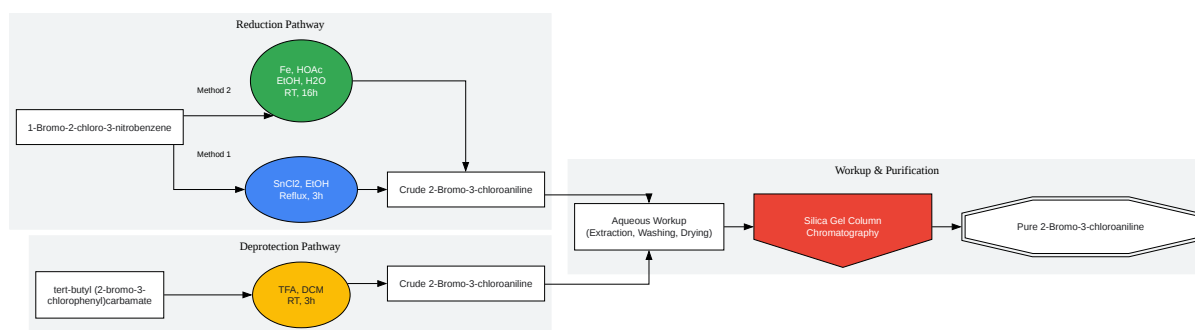 Reduction Pathway
Fe, HOAc
EtOH, H2O
RT, 16h
Method 2
1-Bromo-2-chloro-3-nitrobenzene
Method 1
SnCl2, EtOH
Reflux, 3h
Crude 2-Bromo-3-chloroaniline
Workup & Purification
Aqueous Workup
(Extraction, Washing, Drying)
Silica Gel Column
Chromatography
Pure 2-Bromo-3-chloroaniline
Deprotection Pathway
tert-butyl (2-bromo-3-
chlorophenyl)carbamate
TFA, DCM
RT, 3h
Crude 2-Bromo-3-chloroaniline